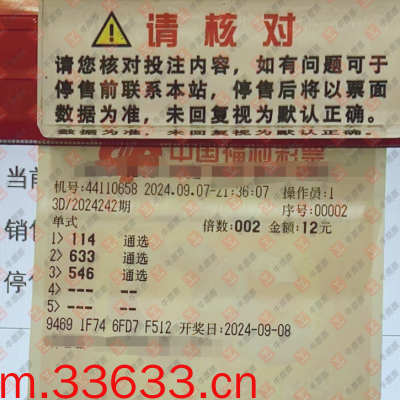 请核对
请您核对投注内容，如有问题可于
停售前联系本站，停售后将以票面
数据为准，未回复视为默认正确。
中国福利彩票
当前
机号:44110658 2024.09.07-21:36:07 操作员:1
3D/2024242期 序号:00002
销售
单式 倍数:002 金额:12元
1> 114 通选
2> 633 通选
3> 546 通选
停
4> --- --
5> --- --
9469 1F74 6FD7 F512 开奖日:2024-09-08
m.33633.cn